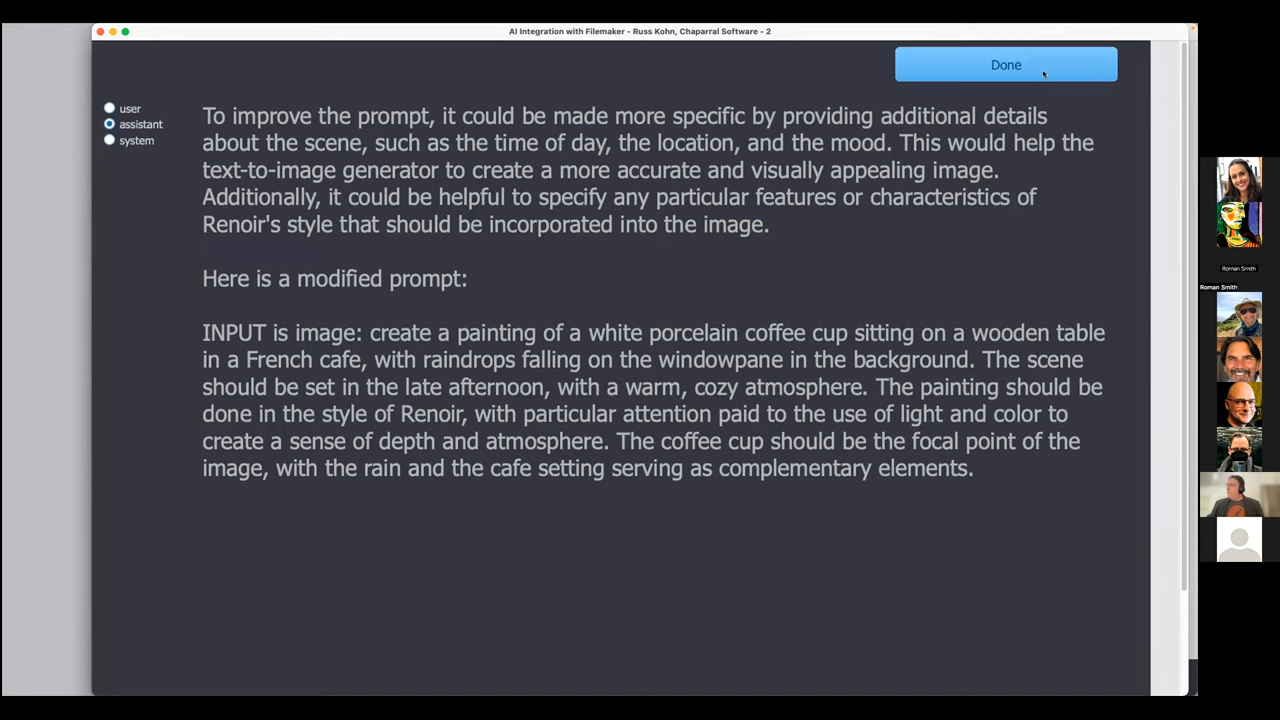 AI Integration with Filemaker - Russ Kohn, Chaparral Software - 2
Done
user
assistant
system
To improve the prompt, it could be made more specific by providing additional details
about the scene, such as the time of day, the location, and the mood. This would help the
text-to-image generator to create a more accurate and visually appealing image.
Additionally, it could be helpful to specify any particular features or characteristics of
Renoir's style that should be incorporated into the image.
Here is a modified prompt:
INPUT is image: create a painting of a white porcelain coffee cup sitting on a wooden table
in a French cafe, with raindrops falling on the windowpane in the background. The scene
should be set in the late afternoon, with a warm, cozy atmosphere. The painting should be
done in the style of Renoir, with particular attention paid to the use of light and color to
create a sense of depth and atmosphere. The coffee cup should be the focal point of the
image, with the rain and the cafe setting serving as complementary elements.
Roman Smith
Roman Smith